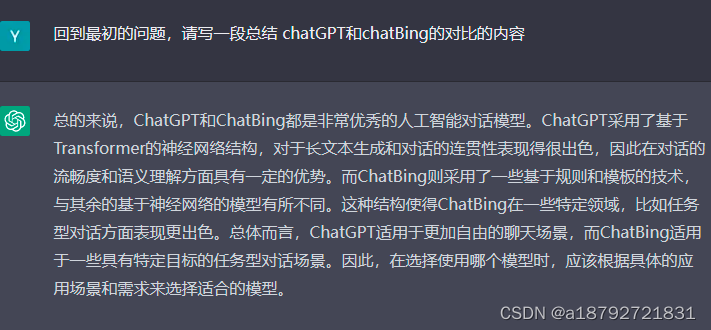 Y
回到最初的问题，请写一段总结 chatGPT和chatBing的对比的内容
总的来说，ChatGPT和ChatBing都是非常优秀的人工智能对话模型。ChatGPT采用了基于
Transformer的神经网络结构，对于长文本生成和对话的连贯性表现得很出色，因此在对话的
流畅度和语义理解方面具有一定的优势。而ChatBing则采用了一些基于规则和模板的技术，
与其余的基于神经网络的模型有所不同。这种结构使得ChatBing在一些特定领域，比如任务
型对话方面表现更出色。总体而言，ChatGPT适用于更加自由的聊天场景，而ChatBing适用
于一些具有特定目标的任务型对话场景。因此，在选择使用哪个模型时，应该根据具体的应
用场景和需求来选择适合的模型。
CSDN @a18792721831